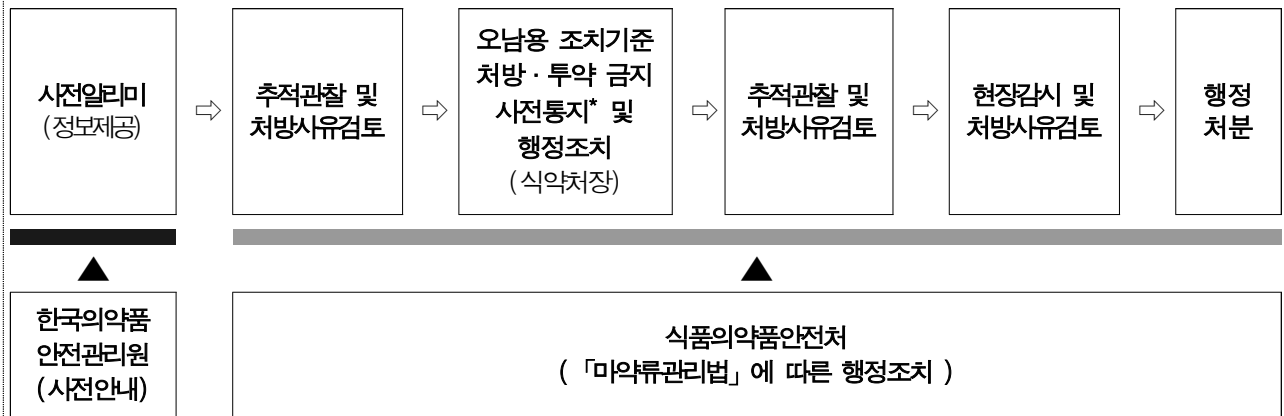 사전알리미
(정보제공)
⇨
추적관찰 및
처방사유검토
⇨
오남용 조치기준
처방·투약 금지
사전통지* 및
행정조치
(식약처장)
⇨
추적관찰 및
처방사유검토
⇨
현장감시 및
처방사유검토
⇨
행정
처분
▲
▲
한국의약품
안전관리원
(사전안내)
식품의약품안전처
( 「마약류관리법」에 따른 행정조치 )